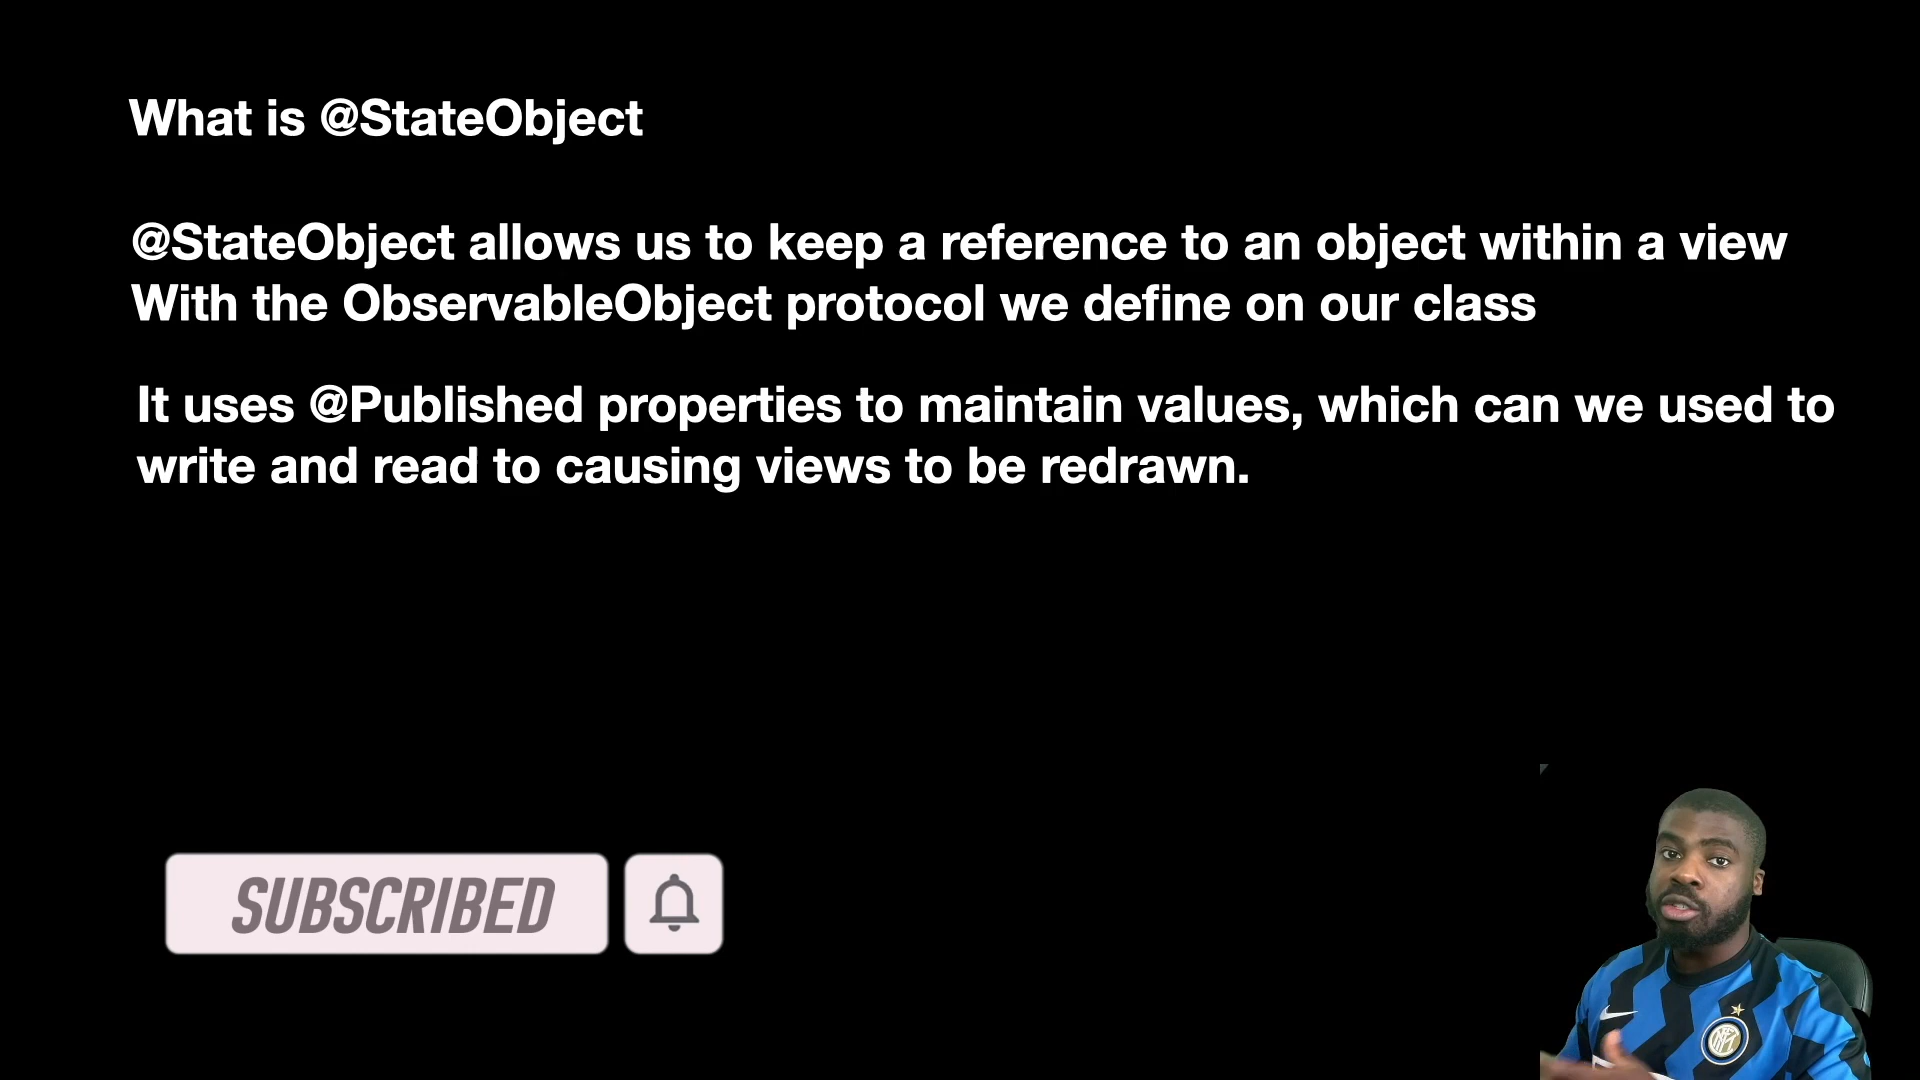 What is @StateObject
@StateObject allows us to keep a reference to an object within a view
With the ObservableObject protocol we define on our class
It uses @Published properties to maintain values, which can we used to
write and read to causing views to be redrawn.
SUBSCRIBED